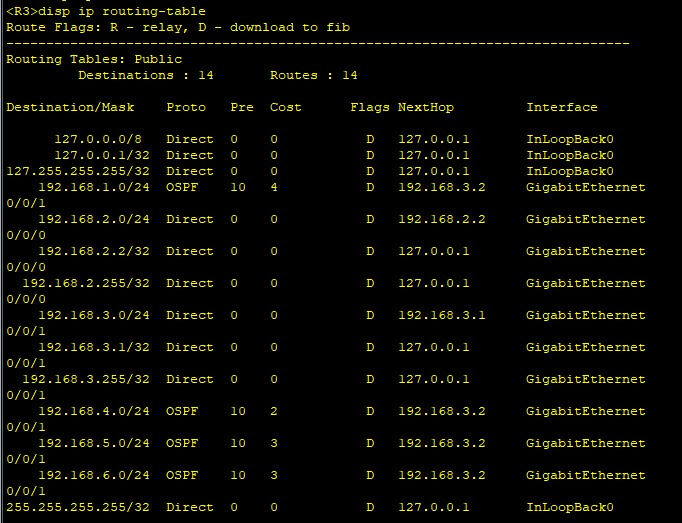 <R3>disp ip routing-table
Route Flags: R - relay, D - download to fib
------------------------------------------------------------------------------
Routing Tables: Public
         Destinations : 14       Routes : 14

Destination/Mask    Proto   Pre  Cost      Flags NextHop         Interface

      127.0.0.0/8   Direct  0    0           D   127.0.0.1       InLoopBack0
      127.0.0.1/32  Direct  0    0           D   127.0.0.1       InLoopBack0
127.255.255.255/32  Direct  0    0           D   127.0.0.1       InLoopBack0
    192.168.1.0/24  OSPF    10   4           D   192.168.3.2     GigabitEthernet
0/0/1
    192.168.2.0/24  Direct  0    0           D   192.168.2.2     GigabitEthernet
0/0/0
    192.168.2.2/32  Direct  0    0           D   127.0.0.1       GigabitEthernet
0/0/0
  192.168.2.255/32  Direct  0    0           D   127.0.0.1       GigabitEthernet
0/0/0
    192.168.3.0/24  Direct  0    0           D   192.168.3.1     GigabitEthernet
0/0/1
    192.168.3.1/32  Direct  0    0           D   127.0.0.1       GigabitEthernet
0/0/1
  192.168.3.255/32  Direct  0    0           D   127.0.0.1       GigabitEthernet
0/0/1
    192.168.4.0/24  OSPF    10   2           D   192.168.3.2     GigabitEthernet
0/0/1
    192.168.5.0/24  OSPF    10   3           D   192.168.3.2     GigabitEthernet
0/0/1
    192.168.6.0/24  OSPF    10   3           D   192.168.3.2     GigabitEthernet
0/0/1
255.255.255.255/32  Direct  0    0           D   127.0.0.1       InLoopBack0